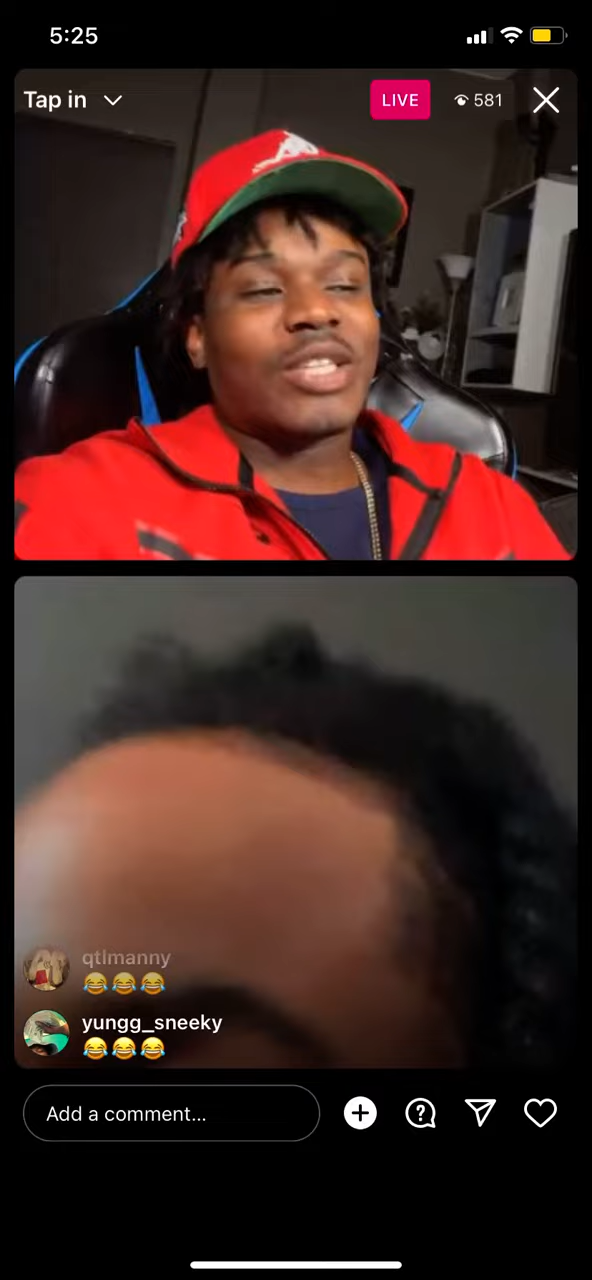 5:25
Tap in
LIVE
581
qtlmanny
😂😂😂
yungg_sneeky
😂😂😂
Add a comment...